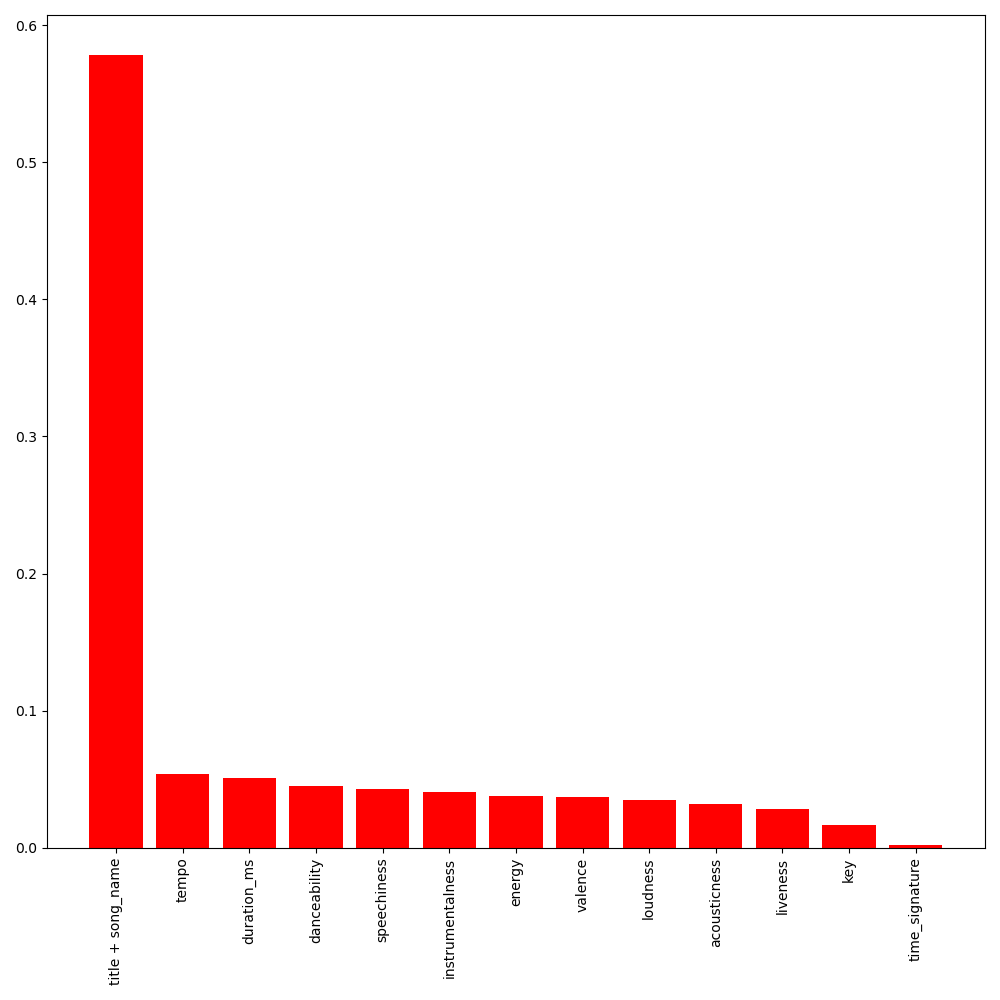 0.6
0.5
0.4
0.3
0.2
0.1
0.0
title + song_name
tempo
duration_ms
danceability
speechiness
instrumentalness
energy
valence
loudness
acousticness
liveness
key
time_signature